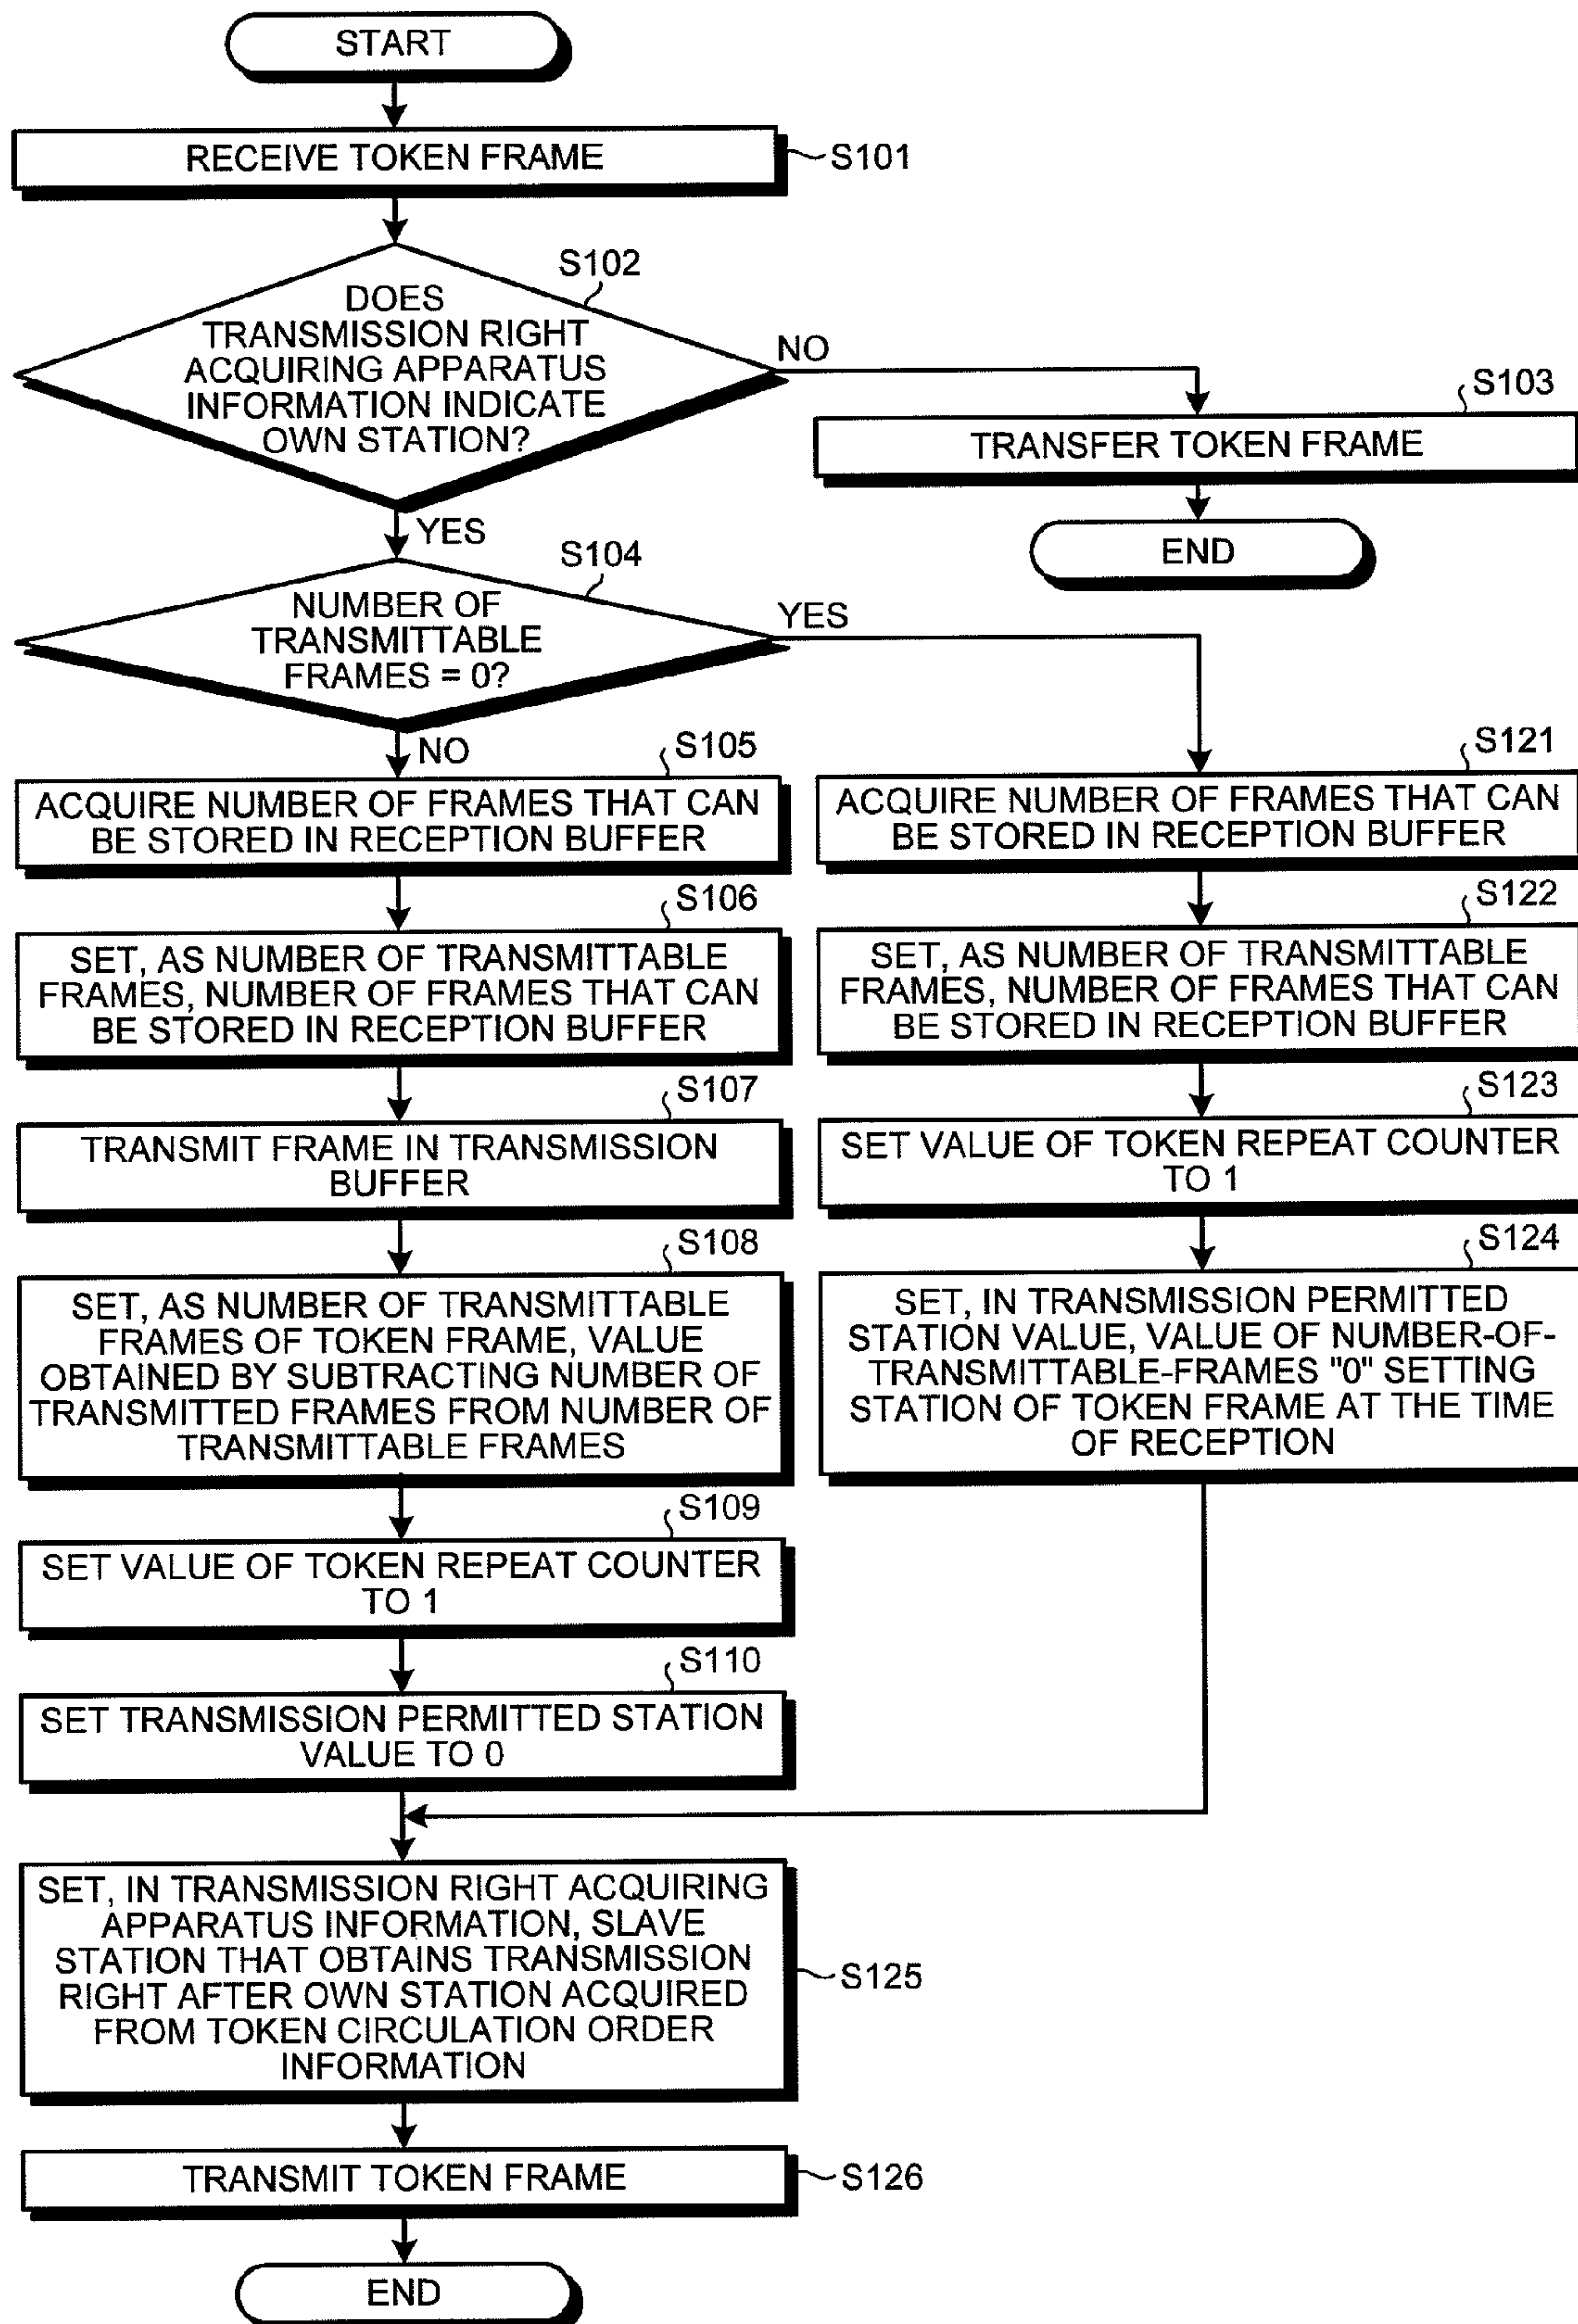 START
RECEIVE TOKEN FRAME
S101
S102
DOES
TRANSMISSION RIGHT
ACQUIRING APPARATUS
INFORMATION INDICATE
OWN STATION?
NO
S103
TRANSFER TOKEN FRAME
END
YES
S104
NUMBER OF
TRANSMITTABLE
FRAMES = 0?
YES
NO
S105
ACQUIRE NUMBER OF FRAMES THAT CAN
BE STORED IN RECEPTION BUFFER
S106
SET, AS NUMBER OF TRANSMITTABLE
FRAMES, NUMBER OF FRAMES THAT CAN
BE STORED IN RECEPTION BUFFER
S107
TRANSMIT FRAME IN TRANSMISSION
BUFFER
S108
SET, AS NUMBER OF TRANSMITTABLE
FRAMES OF TOKEN FRAME, VALUE
OBTAINED BY SUBTRACTING NUMBER OF
TRANSMITTED FRAMES FROM NUMBER OF
TRANSMITTABLE FRAMES
S109
SET VALUE OF TOKEN REPEAT COUNTER
TO 1
S110
SET TRANSMISSION PERMITTED STATION
VALUE TO 0
S121
ACQUIRE NUMBER OF FRAMES THAT CAN
BE STORED IN RECEPTION BUFFER
S122
SET, AS NUMBER OF TRANSMITTABLE
FRAMES, NUMBER OF FRAMES THAT CAN
BE STORED IN RECEPTION BUFFER
S123
SET VALUE OF TOKEN REPEAT COUNTER
TO 1
S124
SET, IN TRANSMISSION PERMITTED
STATION VALUE, VALUE OF NUMBER-OF-
TRANSMITTABLE-FRAMES "0" SETTING
STATION OF TOKEN FRAME AT THE TIME
OF RECEPTION
SET, IN TRANSMISSION RIGHT ACQUIRING
APPARATUS INFORMATION, SLAVE
STATION THAT OBTAINS TRANSMISSION
RIGHT AFTER OWN STATION ACQUIRED
FROM TOKEN CIRCULATION ORDER
INFORMATION
S125
TRANSMIT TOKEN FRAME
S126
END